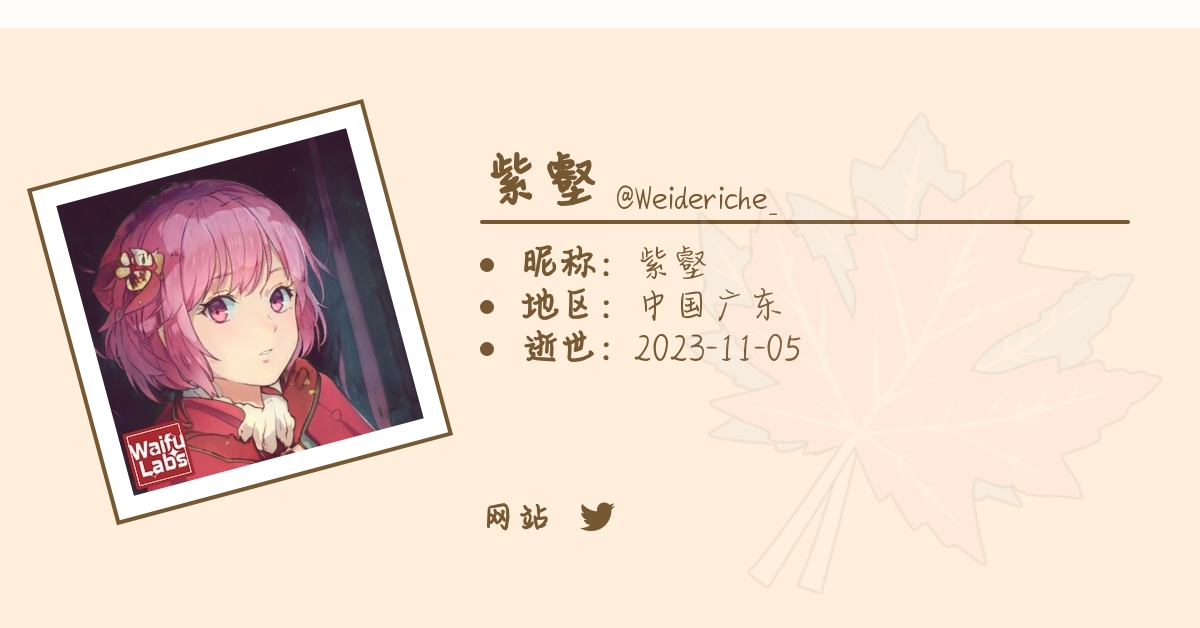 紫壑 @Weideriche_
昵称： 紫壑
地区： 中国广东
逝世： 2023-11-05
Waifu
Labs
网站